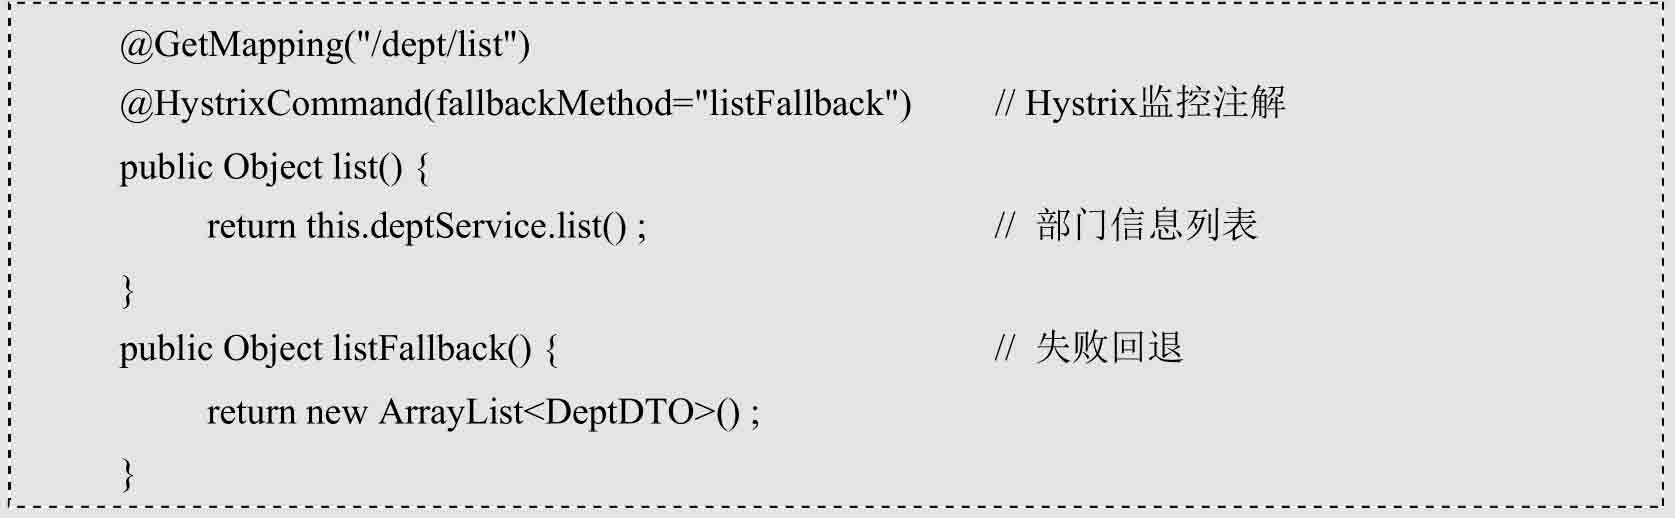 @GetMapping("/dept/list")
@HystrixCommand(fallbackMethod="listFallback") // Hystrix监控注解
public Object list() {
return this.deptService.list() ; // 部门信息列表
}
public Object listFallback() { // 失败回退
return new ArrayList<DeptDTO>() ;
}